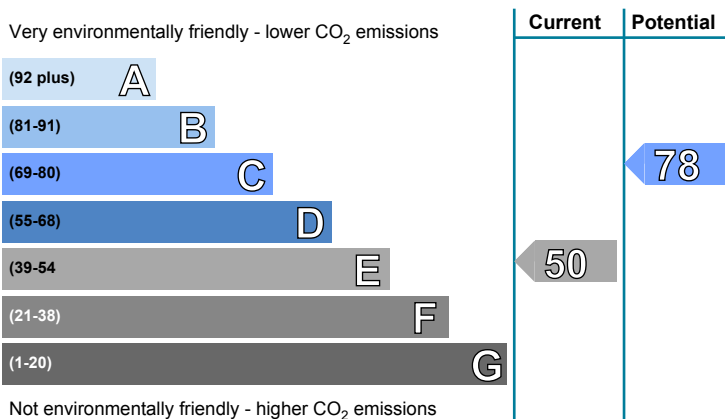 Very environmentally friendly - lower CO2 emissions
Current
Potential
(92 plus) A
(81-91) B
(69-80) C
78
(55-68) D
(39-54 E
50
(21-38) F
(1-20) G
Not environmentally friendly - higher CO2 emissions